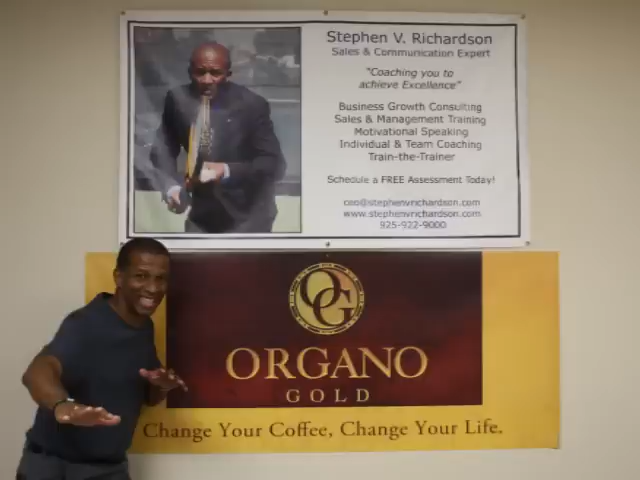 Stephen V. Richardson
Sales & Communication Expert
"Coaching you to
achieve Excellence"
Business Growth Consulting
Sales & Management Training
Motivational Speaking
Individual & Team Coaching
Train-the-Trainer
Schedule a FREE Assessment Today!
ceo@stephenvrichardson.com
www.stephenvrichardson.com
925-922-9000
OG
ORGANO
GOLD
Change Your Coffee, Change Your Life.